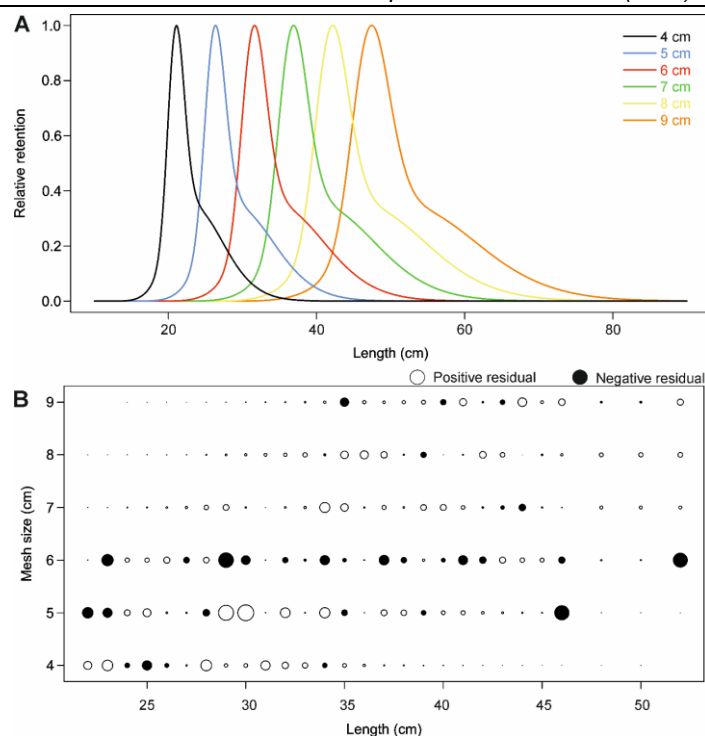 A
1.0
0.8
0.6
0.4
0.2
0.0
Relative retention
4 cm
5 cm
6 cm
7 cm
8 cm
9 cm
20 40 60 80
Length (cm)
Positive residual Negative residual
B
9
8
7
6
5
4
Mesh size (cm)
25 30 35 40 45 50
Length (cm)